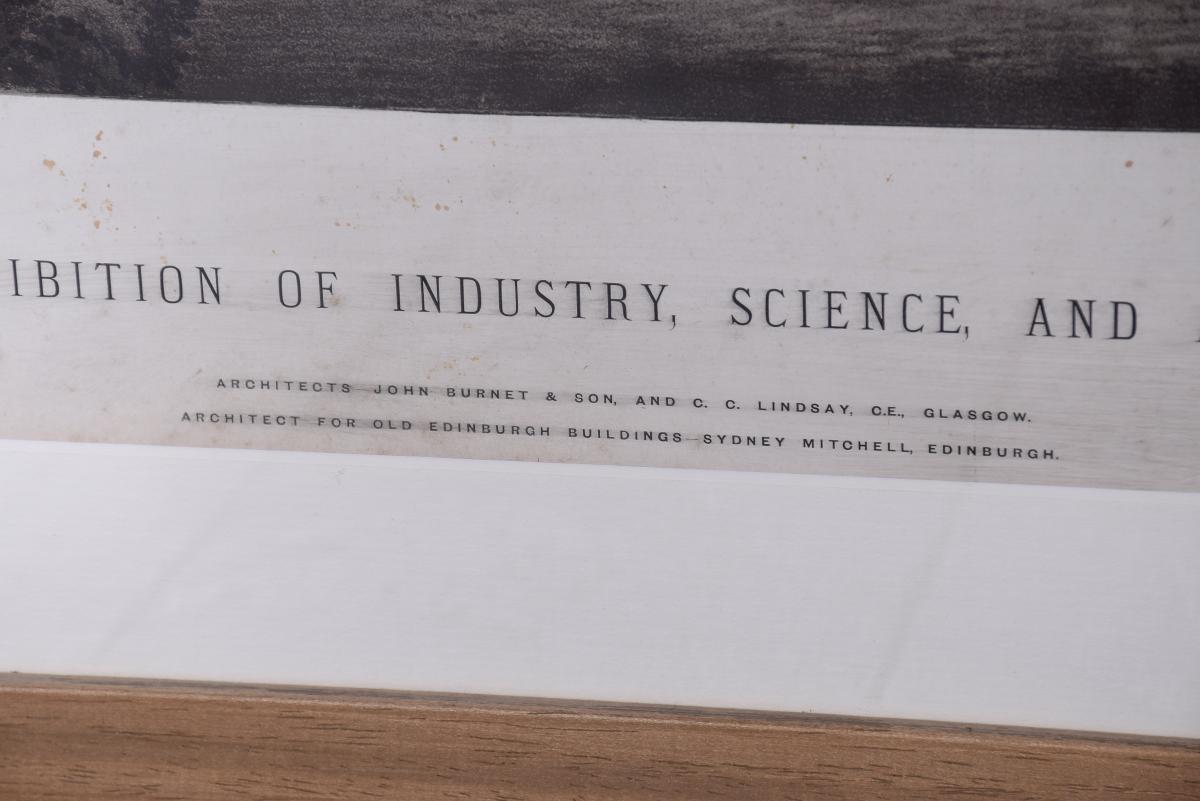 IBITION OF INDUSTRY, SCIENCE, AND
ARCHITECTS—JOHN BURNET & SON, AND C. C. LINDSAY, C.E., GLASGOW.
ARCHITECT FOR OLD EDINBURGH BUILDINGS—SYDNEY MITCHELL, EDINBURGH.